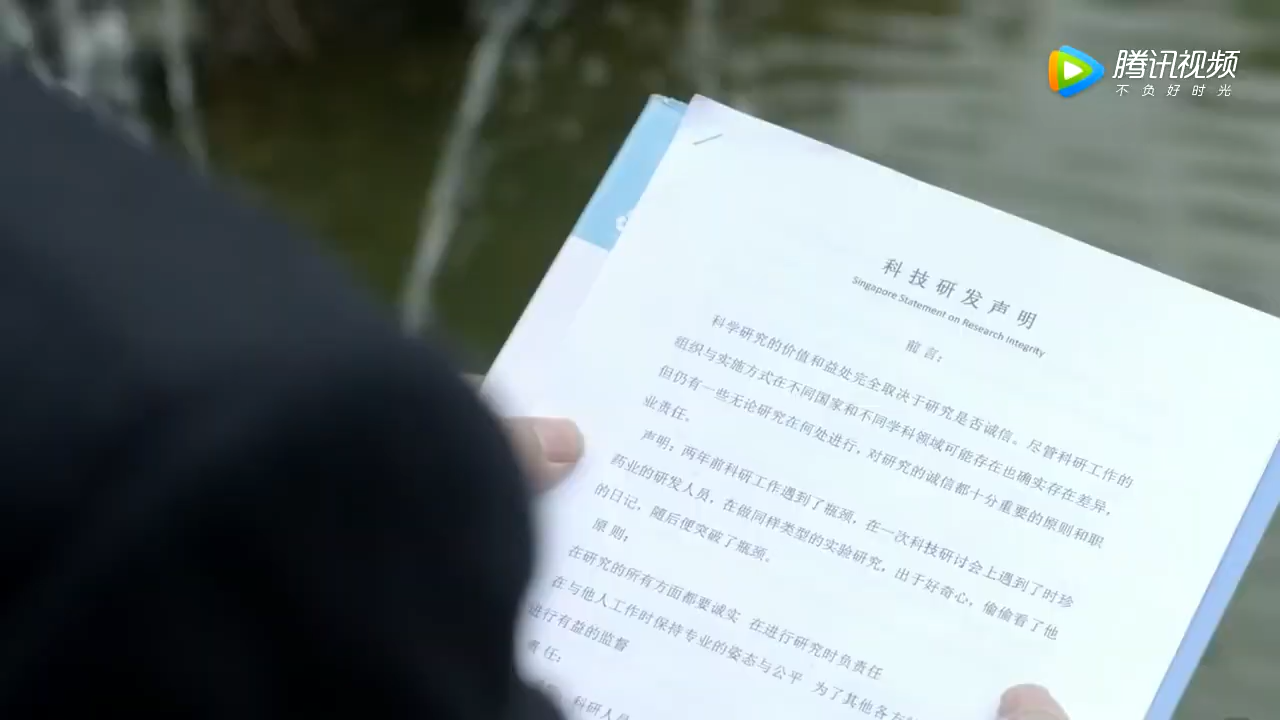 腾讯视频
不负好时光
科技研发声明
Singapore Statement on Research Integrity
前言:
科学研究的价值和益处完全取决于研究是否诚信。尽管科研工作的
组织与实施方式在不同国家和不同学科领域可能存在也确实存在差异,
但仍有一些无论研究在何处进行,对研究的诚信都十分重要的原则和职
业责任。
声明:两年前科研工作遇到了瓶颈,在一次科技研讨会上遇到了时珍
药业的研发人员,在做同样类型的实验研究,出于好奇心,偷偷看了他
的日记,随后便突破了瓶颈。
原则:
在研究的所有方面都要诚实 在进行研究时负责任
在与他人工作时保持专业的姿态与公平 为了其他各方
进行有益的监督
责任:
科研人员